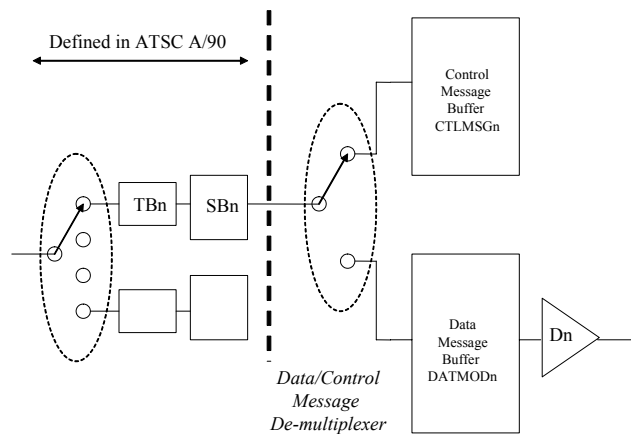 Defined in ATSC A/90
Control
Message
Buffer
CTLMSGn
TBn
SBn
Data
Message
Buffer
DATMODn
Dn
Data/Control
Message
De-multiplexer